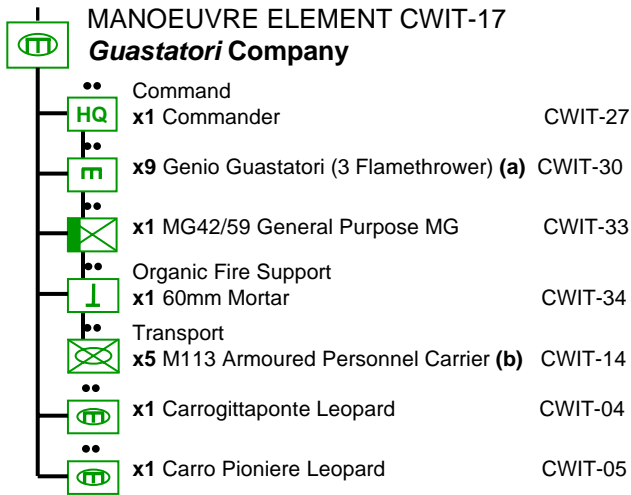 MANOEUVRE ELEMENT CWIT-17
Guastatori Company
Command
HQ x1 Commander CWIT-27
x9 Genio Guastatori (3 Flamethrower) (a) CWIT-30
x1 MG42/59 General Purpose MG CWIT-33
Organic Fire Support
x1 60mm Mortar CWIT-34
Transport
x5 M113 Armoured Personnel Carrier (b) CWIT-14
x1 Carrogittaponte Leopard CWIT-04
x1 Carro Pioniere Leopard CWIT-05